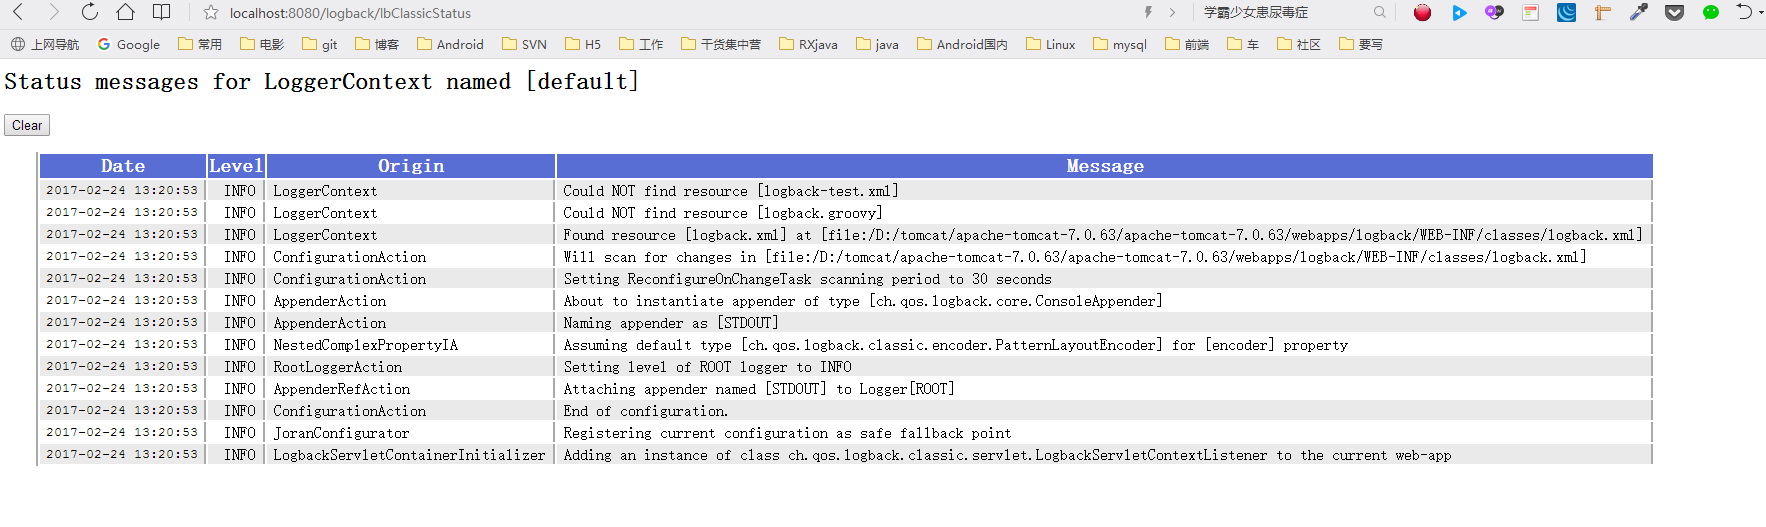 localhost:8080/logback/lbClassicStatus
学霸少女患尿毒症
上网导航 Google 常用 电影 git 博客 Android SVN H5 工作 干货集中营 RXjava java Android国内 Linux mysql 前端 车 社区 要写
Status messages for LoggerContext named [default]
Clear
Date Level Origin Message
2017-02-24 13:20:53 INFO LoggerContext Could NOT find resource [logback-test.xml]
2017-02-24 13:20:53 INFO LoggerContext Could NOT find resource [logback.groovy]
2017-02-24 13:20:53 INFO LoggerContext Found resource [logback.xml] at [file:/D:/tomcat/apache-tomcat-7.0.63/apache-tomcat-7.0.63/webapps/logback/WEB-INF/classes/logback.xml]
2017-02-24 13:20:53 INFO ConfigurationAction Will scan for changes in [file:/D:/tomcat/apache-tomcat-7.0.63/apache-tomcat-7.0.63/webapps/logback/WEB-INF/classes/logback.xml]
2017-02-24 13:20:53 INFO ConfigurationAction Setting ReconfigureOnChangeTask scanning period to 30 seconds
2017-02-24 13:20:53 INFO AppenderAction About to instantiate appender of type [ch.qos.logback.core.ConsoleAppender]
2017-02-24 13:20:53 INFO AppenderAction Naming appender as [STDOUT]
2017-02-24 13:20:53 INFO NestedComplexPropertyIA Assuming default type [ch.qos.logback.classic.encoder.PatternLayoutEncoder] for [encoder] property
2017-02-24 13:20:53 INFO RootLoggerAction Setting level of ROOT logger to INFO
2017-02-24 13:20:53 INFO AppenderRefAction Attaching appender named [STDOUT] to Logger[ROOT]
2017-02-24 13:20:53 INFO ConfigurationAction End of configuration.
2017-02-24 13:20:53 INFO JoranConfigurator Registering current configuration as safe fallback point
2017-02-24 13:20:53 INFO LogbackServletContainerInitializer Adding an instance of class ch.qos.logback.classic.servlet.LogbackServletContextListener to the current web-app